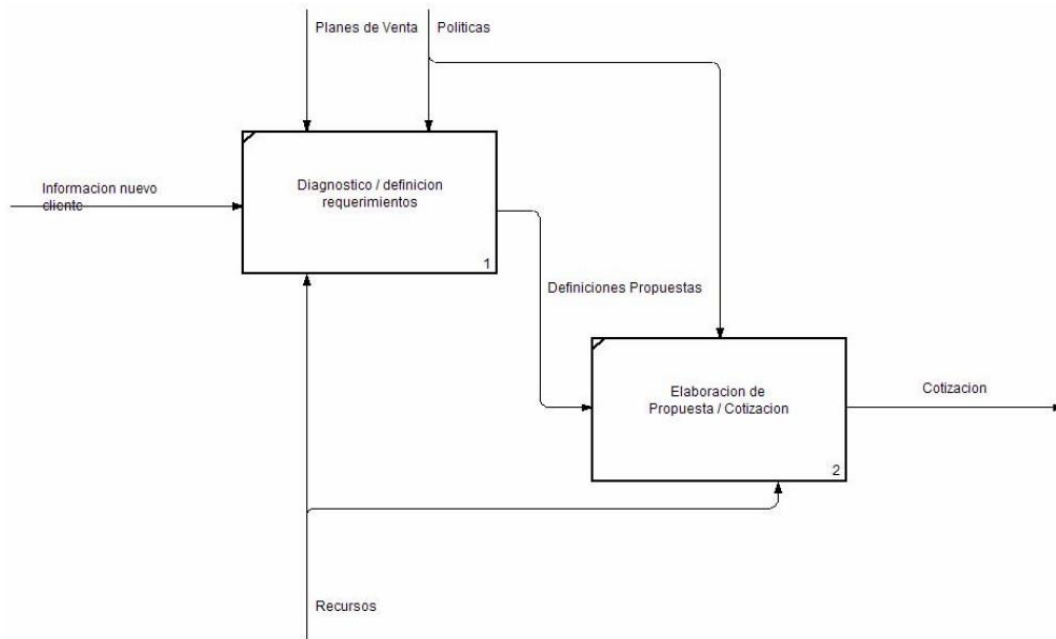 Planes de Venta
Politicas
Informacion nuevo
cliente
Diagnostico / definicion
requerimientos
1
Definiciones Propuestas
Elaboracion de
Propuesta / Cotizacion
2
Cotizacion
Recursos